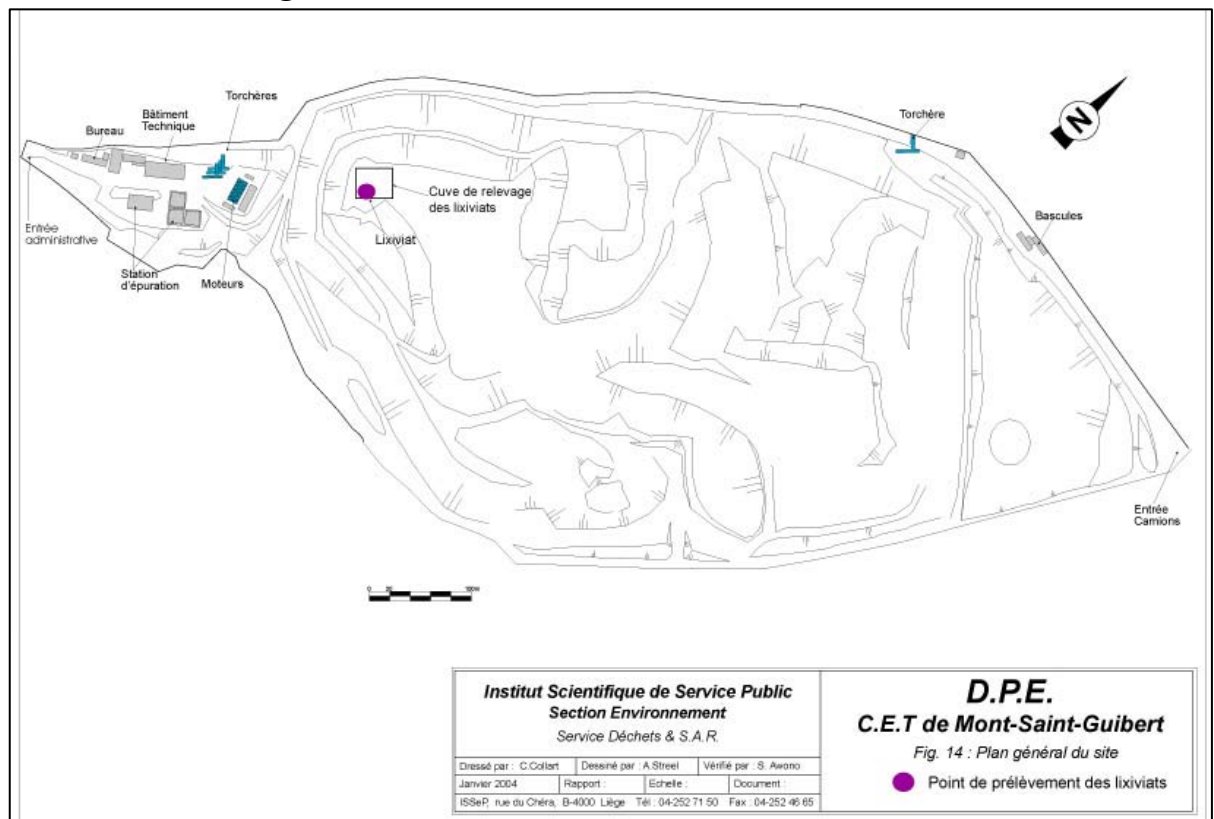 Torchères
Bâtiment
Technique
Bureau
Torchère
N
Cuve de relevage
des lixiviats
Lixiviat
Bascules
Entrée
administrative
Station
d'épuration
Moteurs
Entrée
Camions
Institut Scientifique de Service Public
Section Environnement
Service Déchets & S.A.R.
Dressé par : C.Collart Dessiné par : A.Streel Vérifié par : S. Awono
Janvier 2004 Rapport : Echelle : Document :
ISSeP, rue du Chéra, B-4000 Liège Tél : 04-252 71 50 Fax : 04-252 46 65
D.P.E.
C.E.T de Mont-Saint-Guibert
Fig. 14 : Plan général du site
Point de prélèvement des lixiviats